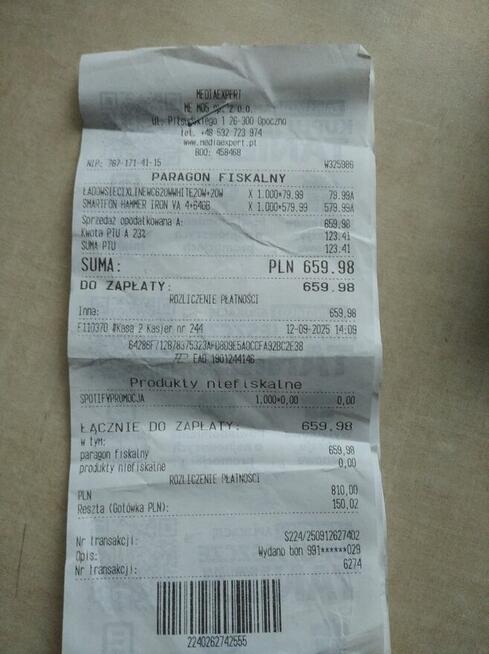 MEDIAEXPERT
ME M05 sp. z o.o.
ul. Piłsudskiego 1 26-300 Opoczno
tel. +48 532 723 974
www.mediaexpert.pl
BDO: 458468
NIP: 767-171-41-15 W325986
PARAGON FISKALNY
ŁADOWSIECIXLINEWC620WWHITE20W+20W X 1.000*79.99 79.99A
SMARTFON HAMMER IRON VA 4+64GB X 1.000*579.99 579.99A
Sprzedaż opodatkowana A: 659.98
Kwota PTU A 23% 123.41
SUMA PTU 123.41
SUMA: PLN 659.98
DO ZAPŁATY: 659.98
ROZLICZENIE PŁATNOŚCI
Inna: 659.98
F110370 #Kasa 2 Kasjer nr 244 12-09-2025 14:09
EAD 1901244146
Produkty niefiskalne
SPOTIFYPROMOCJA 1,000*0,00 0,00
ŁĄCZNIE DO ZAPŁATY: 659,98
w tym:
paragon fiskalny 659,98
produkty niefiskalne 0,00
ROZLICZENIE PŁATNOŚCI
PLN 810,00
Reszta (Gotówka PLN): 150,02
Nr transakcji: S224/250912627402
Opis: Wydano bon 991******029
Nr transakcji: 6274
2240262742555